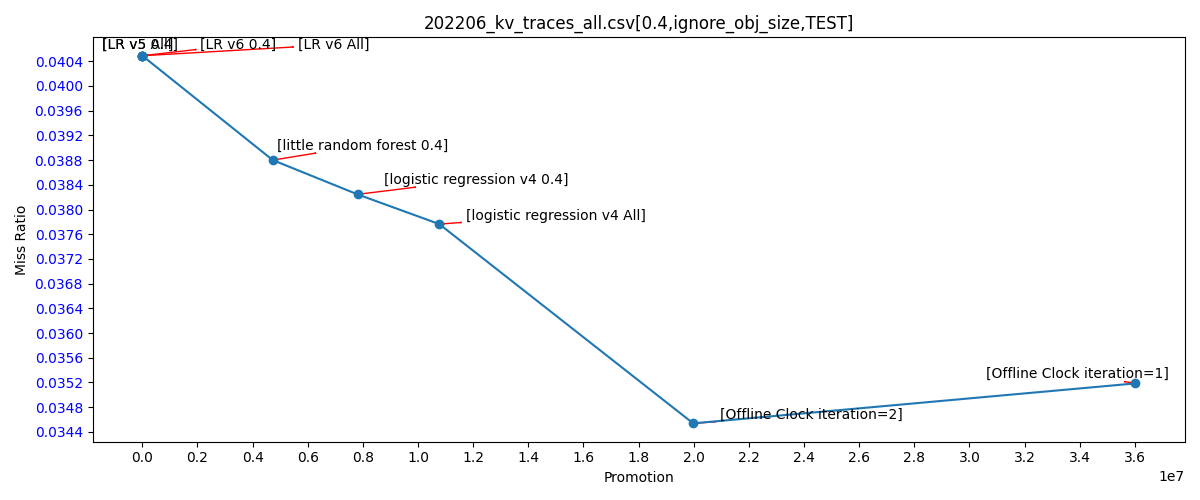 202206_kv_traces_all.csv[0.4,ignore_obj_size,TEST]
[LR v5 All]
[LR v5 0.4]
[LR v6 0.4]
[LR v6 All]
[little random forest 0.4]
[logistic regression v4 0.4]
[logistic regression v4 All]
[Offline Clock iteration=1]
[Offline Clock iteration=2]
Miss Ratio
0.0404
0.0400
0.0396
0.0392
0.0388
0.0384
0.0380
0.0376
0.0372
0.0368
0.0364
0.0360
0.0356
0.0352
0.0348
0.0344
0.0 0.2 0.4 0.6 0.8 1.0 1.2 1.4 1.6 1.8 2.0 2.2 2.4 2.6 2.8 3.0 3.2 3.4 3.6
1e7
Promotion